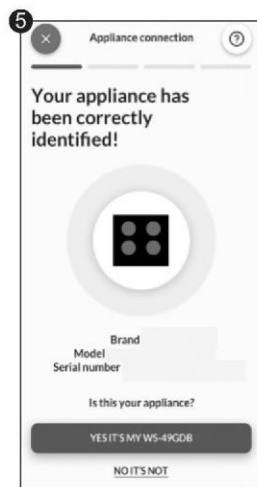 5
Appliance connection
?
Your appliance has
been correctly
identified!
Brand
Model
Serial number
Is this your appliance?
YES IT'S MY WS-49GDB
NO IT'S NOT